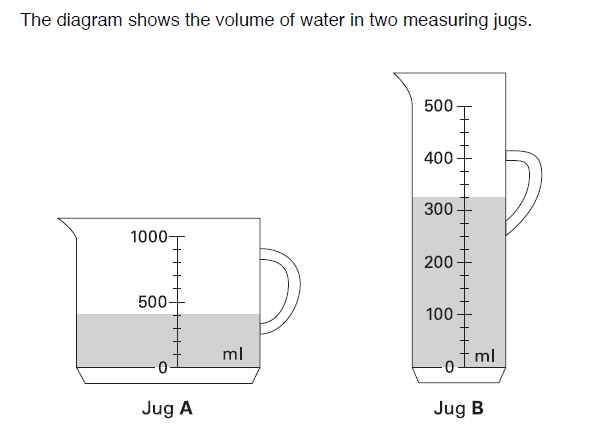 The diagram shows the volume of water in two measuring jugs.
1000
500
0
ml
Jug A
500
400
300
200
100
0
ml
Jug B